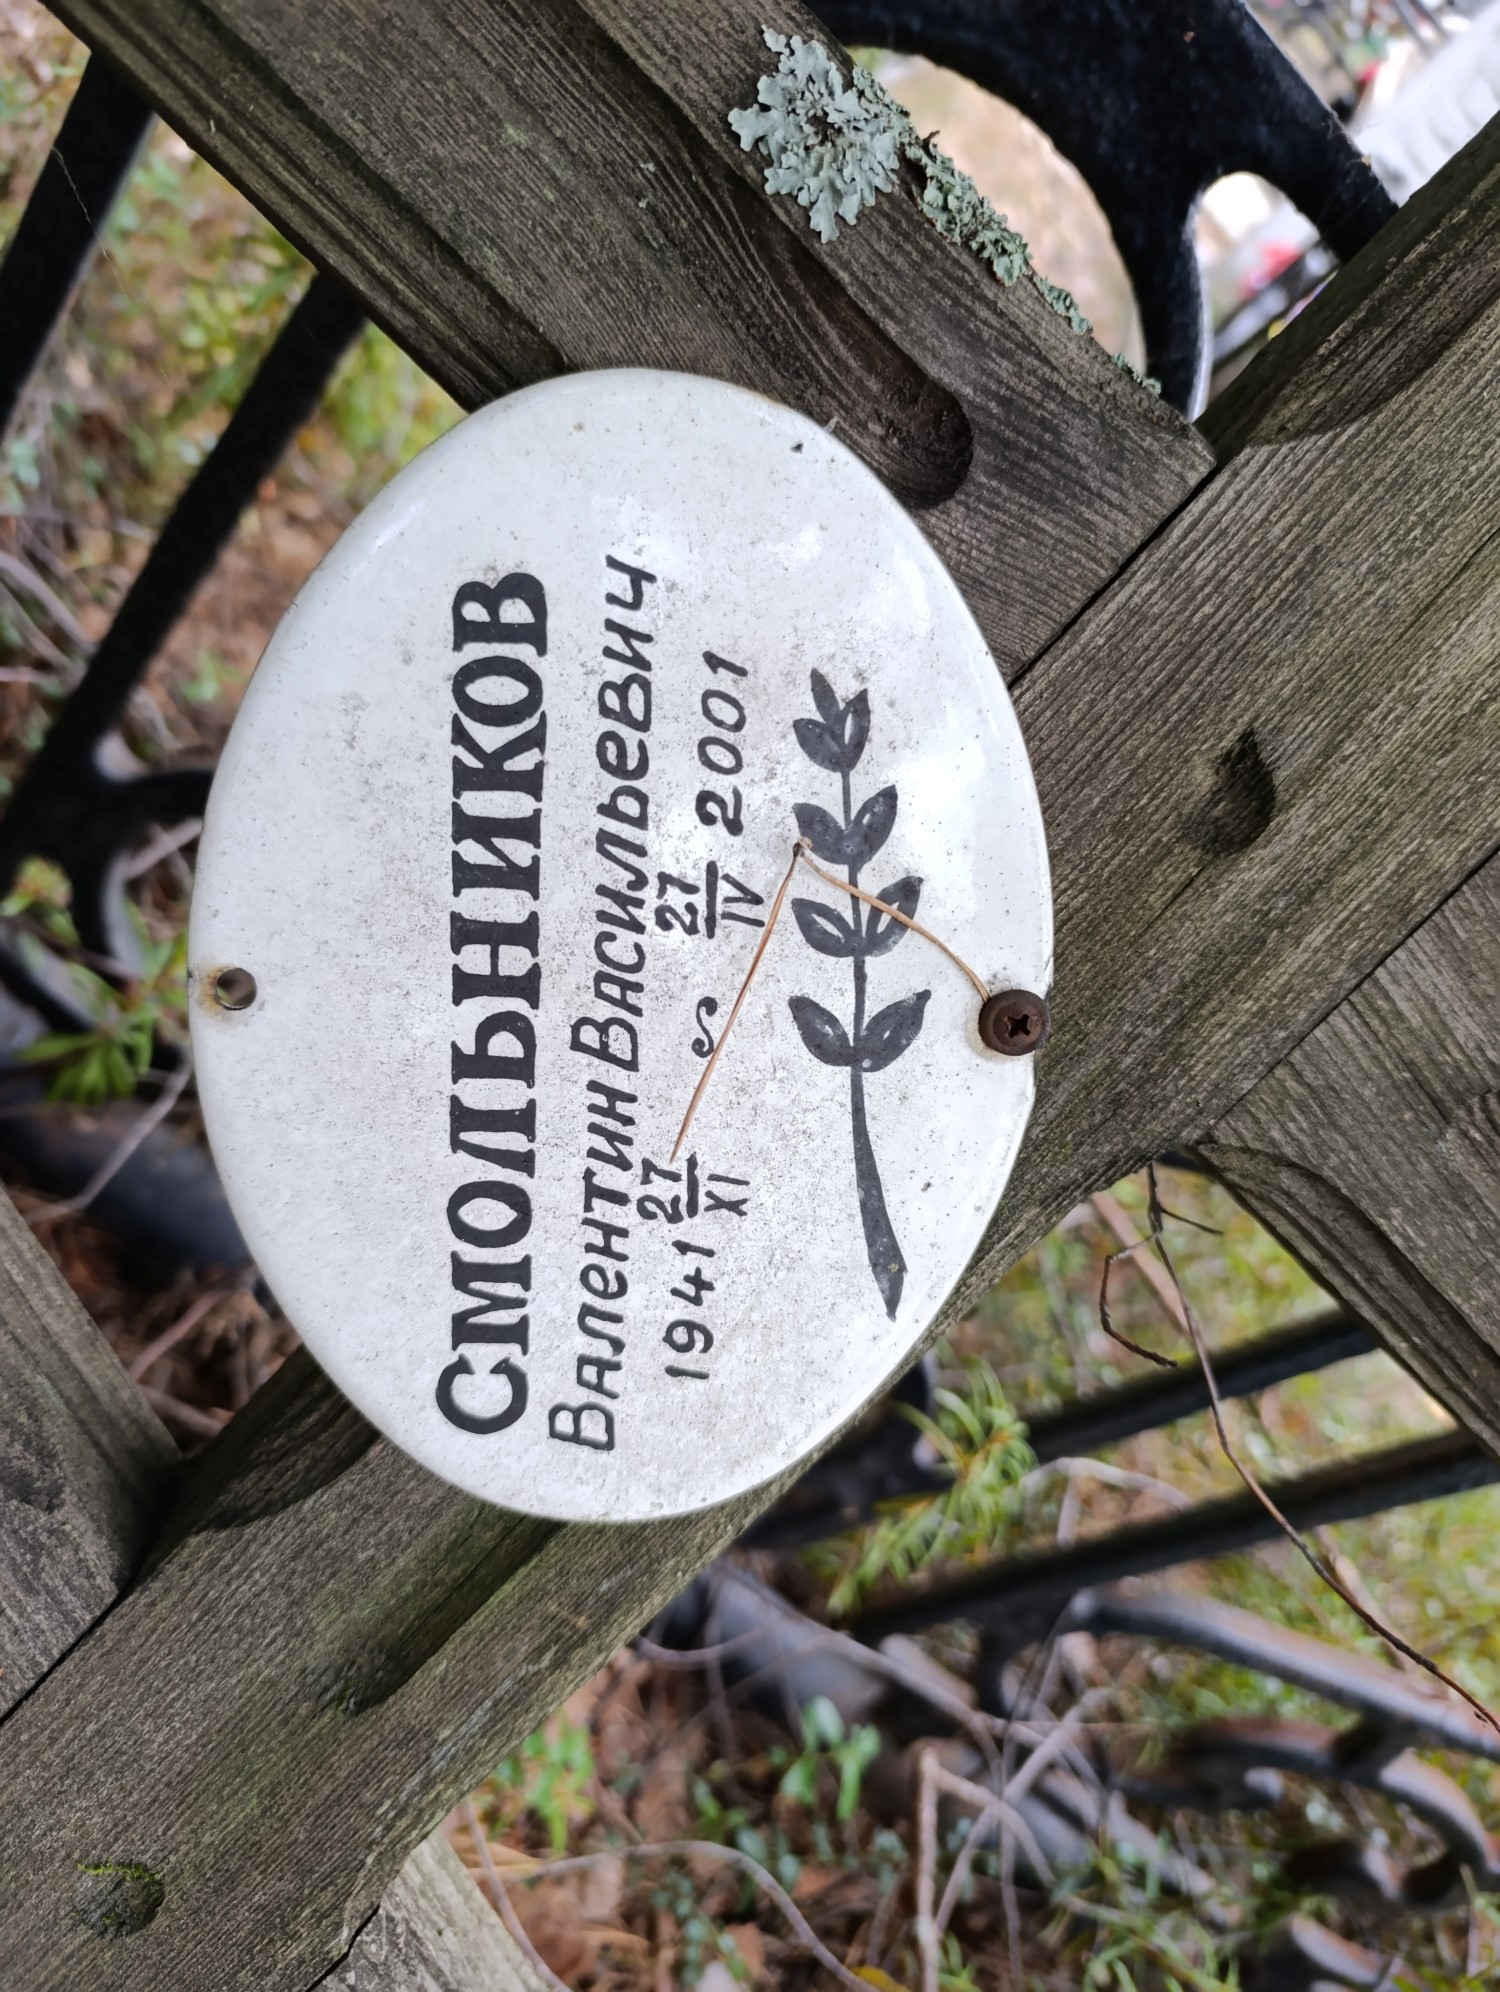 СМОЛЬНИКОВ
Валентин Васильевич
1941 27/XI ~ 27/IV 2001